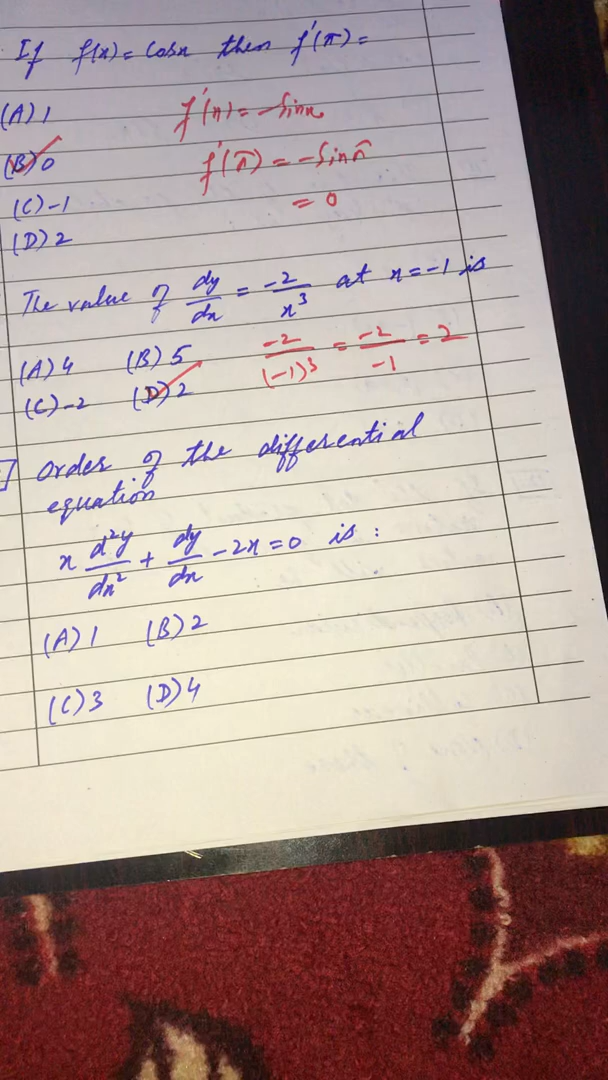 If f(x) = Cosx then f'(π) =
(A) 1
f'(x) = -Sinx
(B) 0
f'(π) = -Sinπ
(C) -1
= 0
(D) 2
The value of dy/dx = -2/x³ at x = -1 is
(A) 4 (B) 5
-2/(-1)³ = -2/-1 = 2
(C) -2 (D) 2
Order of the differential
equation
x d²y/dx² + dy/dx - 2x = 0 is :
(A) 1 (B) 2
(C) 3 (D) 4